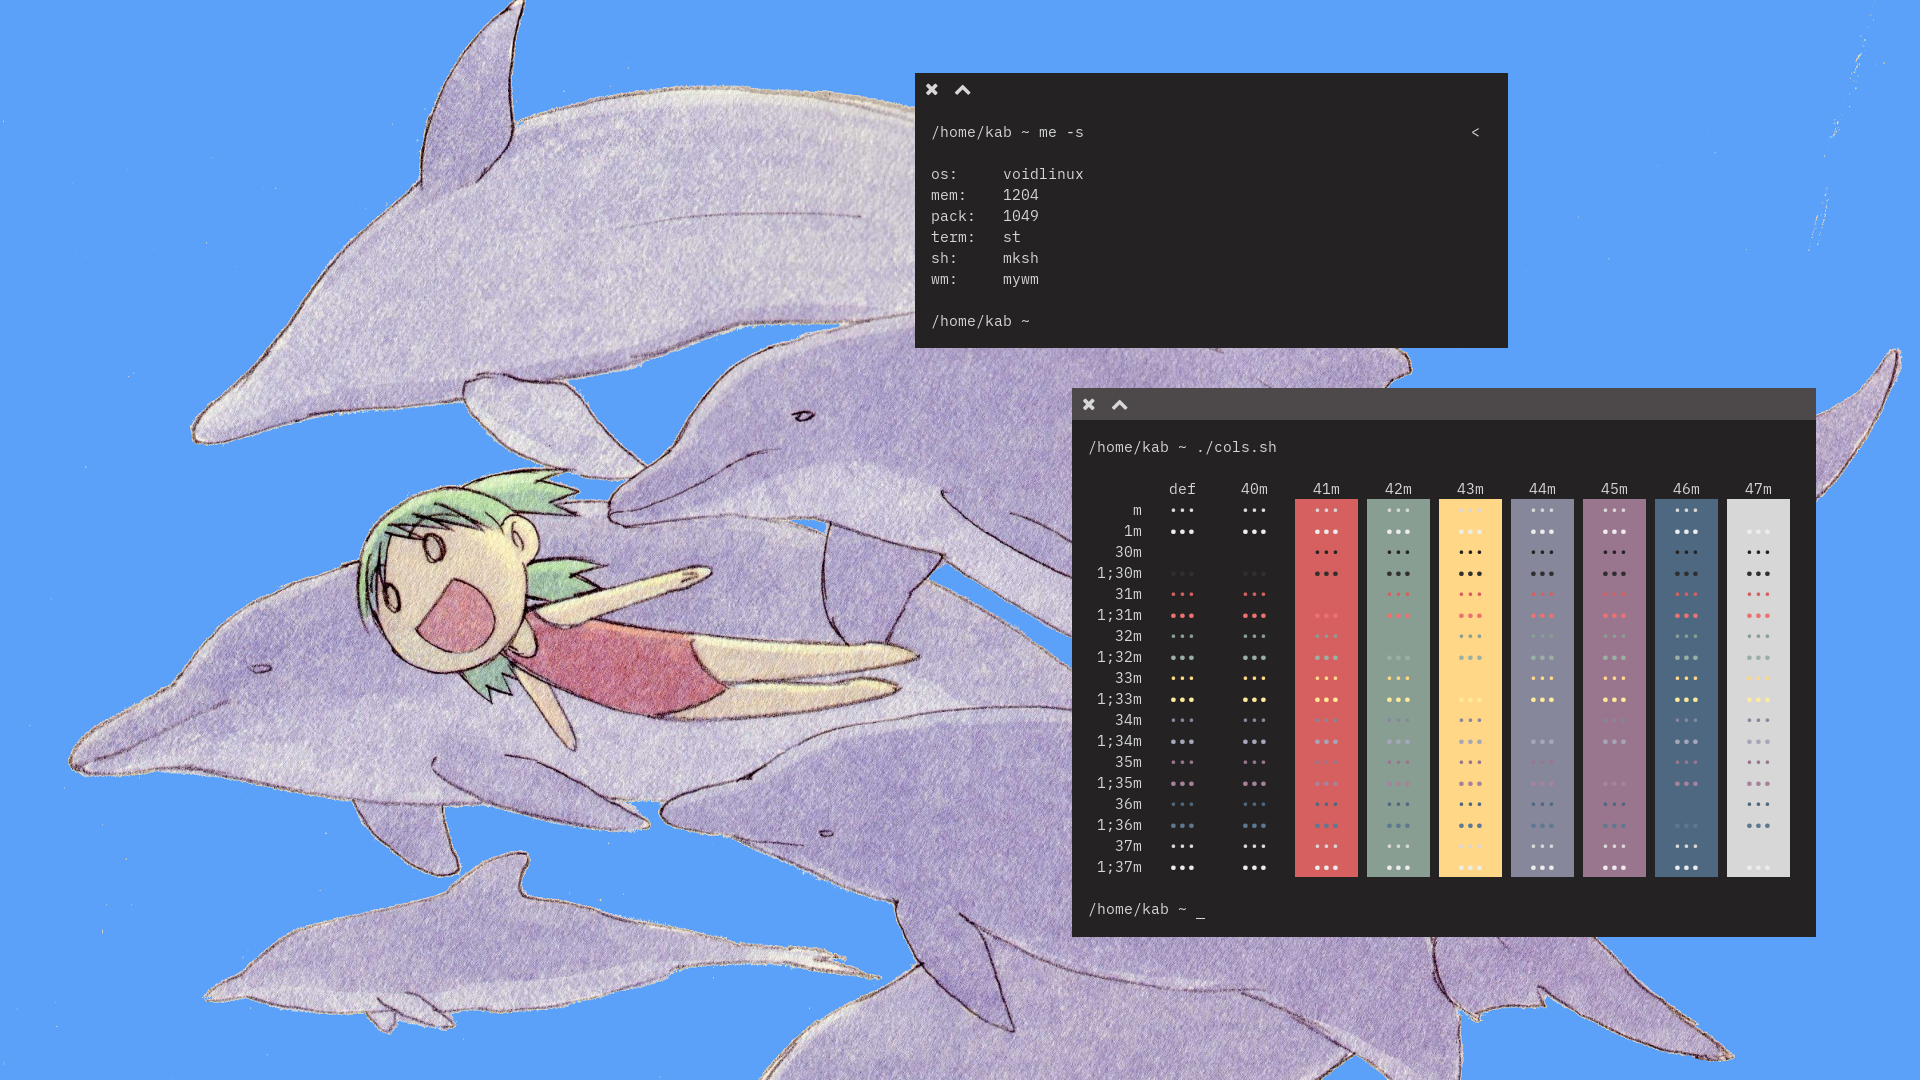 /home/kab ~ me -s <
os: voidlinux
mem: 1204
pack: 1049
term: st
sh: mksh
wm: mywm
/home/kab ~
/home/kab ~ ./cols.sh
def 40m 41m 42m 43m 44m 45m 46m 47m
m ••• ••• ••• ••• ••• ••• ••• ••• •••
1m ••• ••• ••• ••• ••• ••• ••• ••• •••
30m ••• ••• ••• ••• ••• ••• •••
1;30m ••• ••• ••• ••• ••• ••• ••• ••• •••
31m ••• ••• ••• ••• ••• ••• ••• •••
1;31m ••• ••• ••• ••• ••• ••• ••• ••• •••
32m ••• ••• ••• ••• ••• ••• ••• •••
1;32m ••• ••• ••• ••• ••• ••• ••• ••• •••
33m ••• ••• ••• ••• ••• ••• ••• •••
1;33m ••• ••• ••• ••• ••• ••• ••• ••• •••
34m ••• ••• ••• ••• ••• ••• ••• •••
1;34m ••• ••• ••• ••• ••• ••• ••• ••• •••
35m ••• ••• ••• ••• ••• ••• ••• •••
1;35m ••• ••• ••• ••• ••• ••• ••• ••• •••
36m ••• ••• ••• ••• ••• ••• ••• •••
1;36m ••• ••• ••• ••• ••• ••• ••• ••• •••
37m ••• ••• ••• ••• ••• ••• ••• •••
1;37m ••• ••• ••• ••• ••• ••• ••• ••• •••
/home/kab ~ _